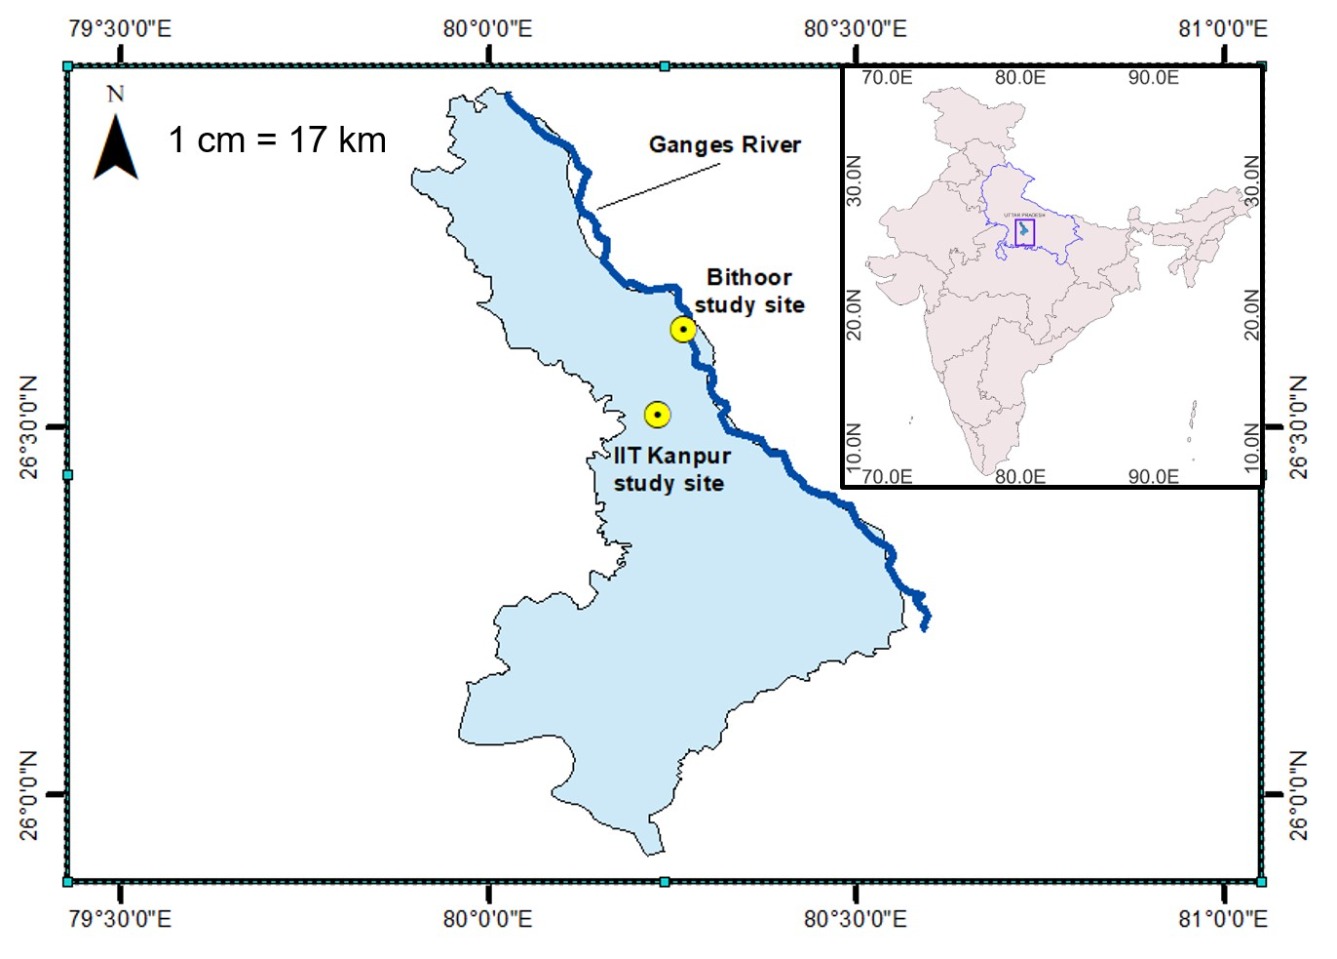 79°30'0"E 80°0'0"E 80°30'0"E 81°0'0"E
N
1 cm = 17 km
Ganges River
Bithoor
study site
IIT Kanpur
study site
70.0E 80.0E 90.0E
30.0N 30.0N
UTTAR PRADESH
20.0N 20.0N
10.0N 10.0N
70.0E 80.0E 90.0E
26°30'0"N 26°30'0"N
26°0'0"N 26°0'0"N
79°30'0"E 80°0'0"E 80°30'0"E 81°0'0"E